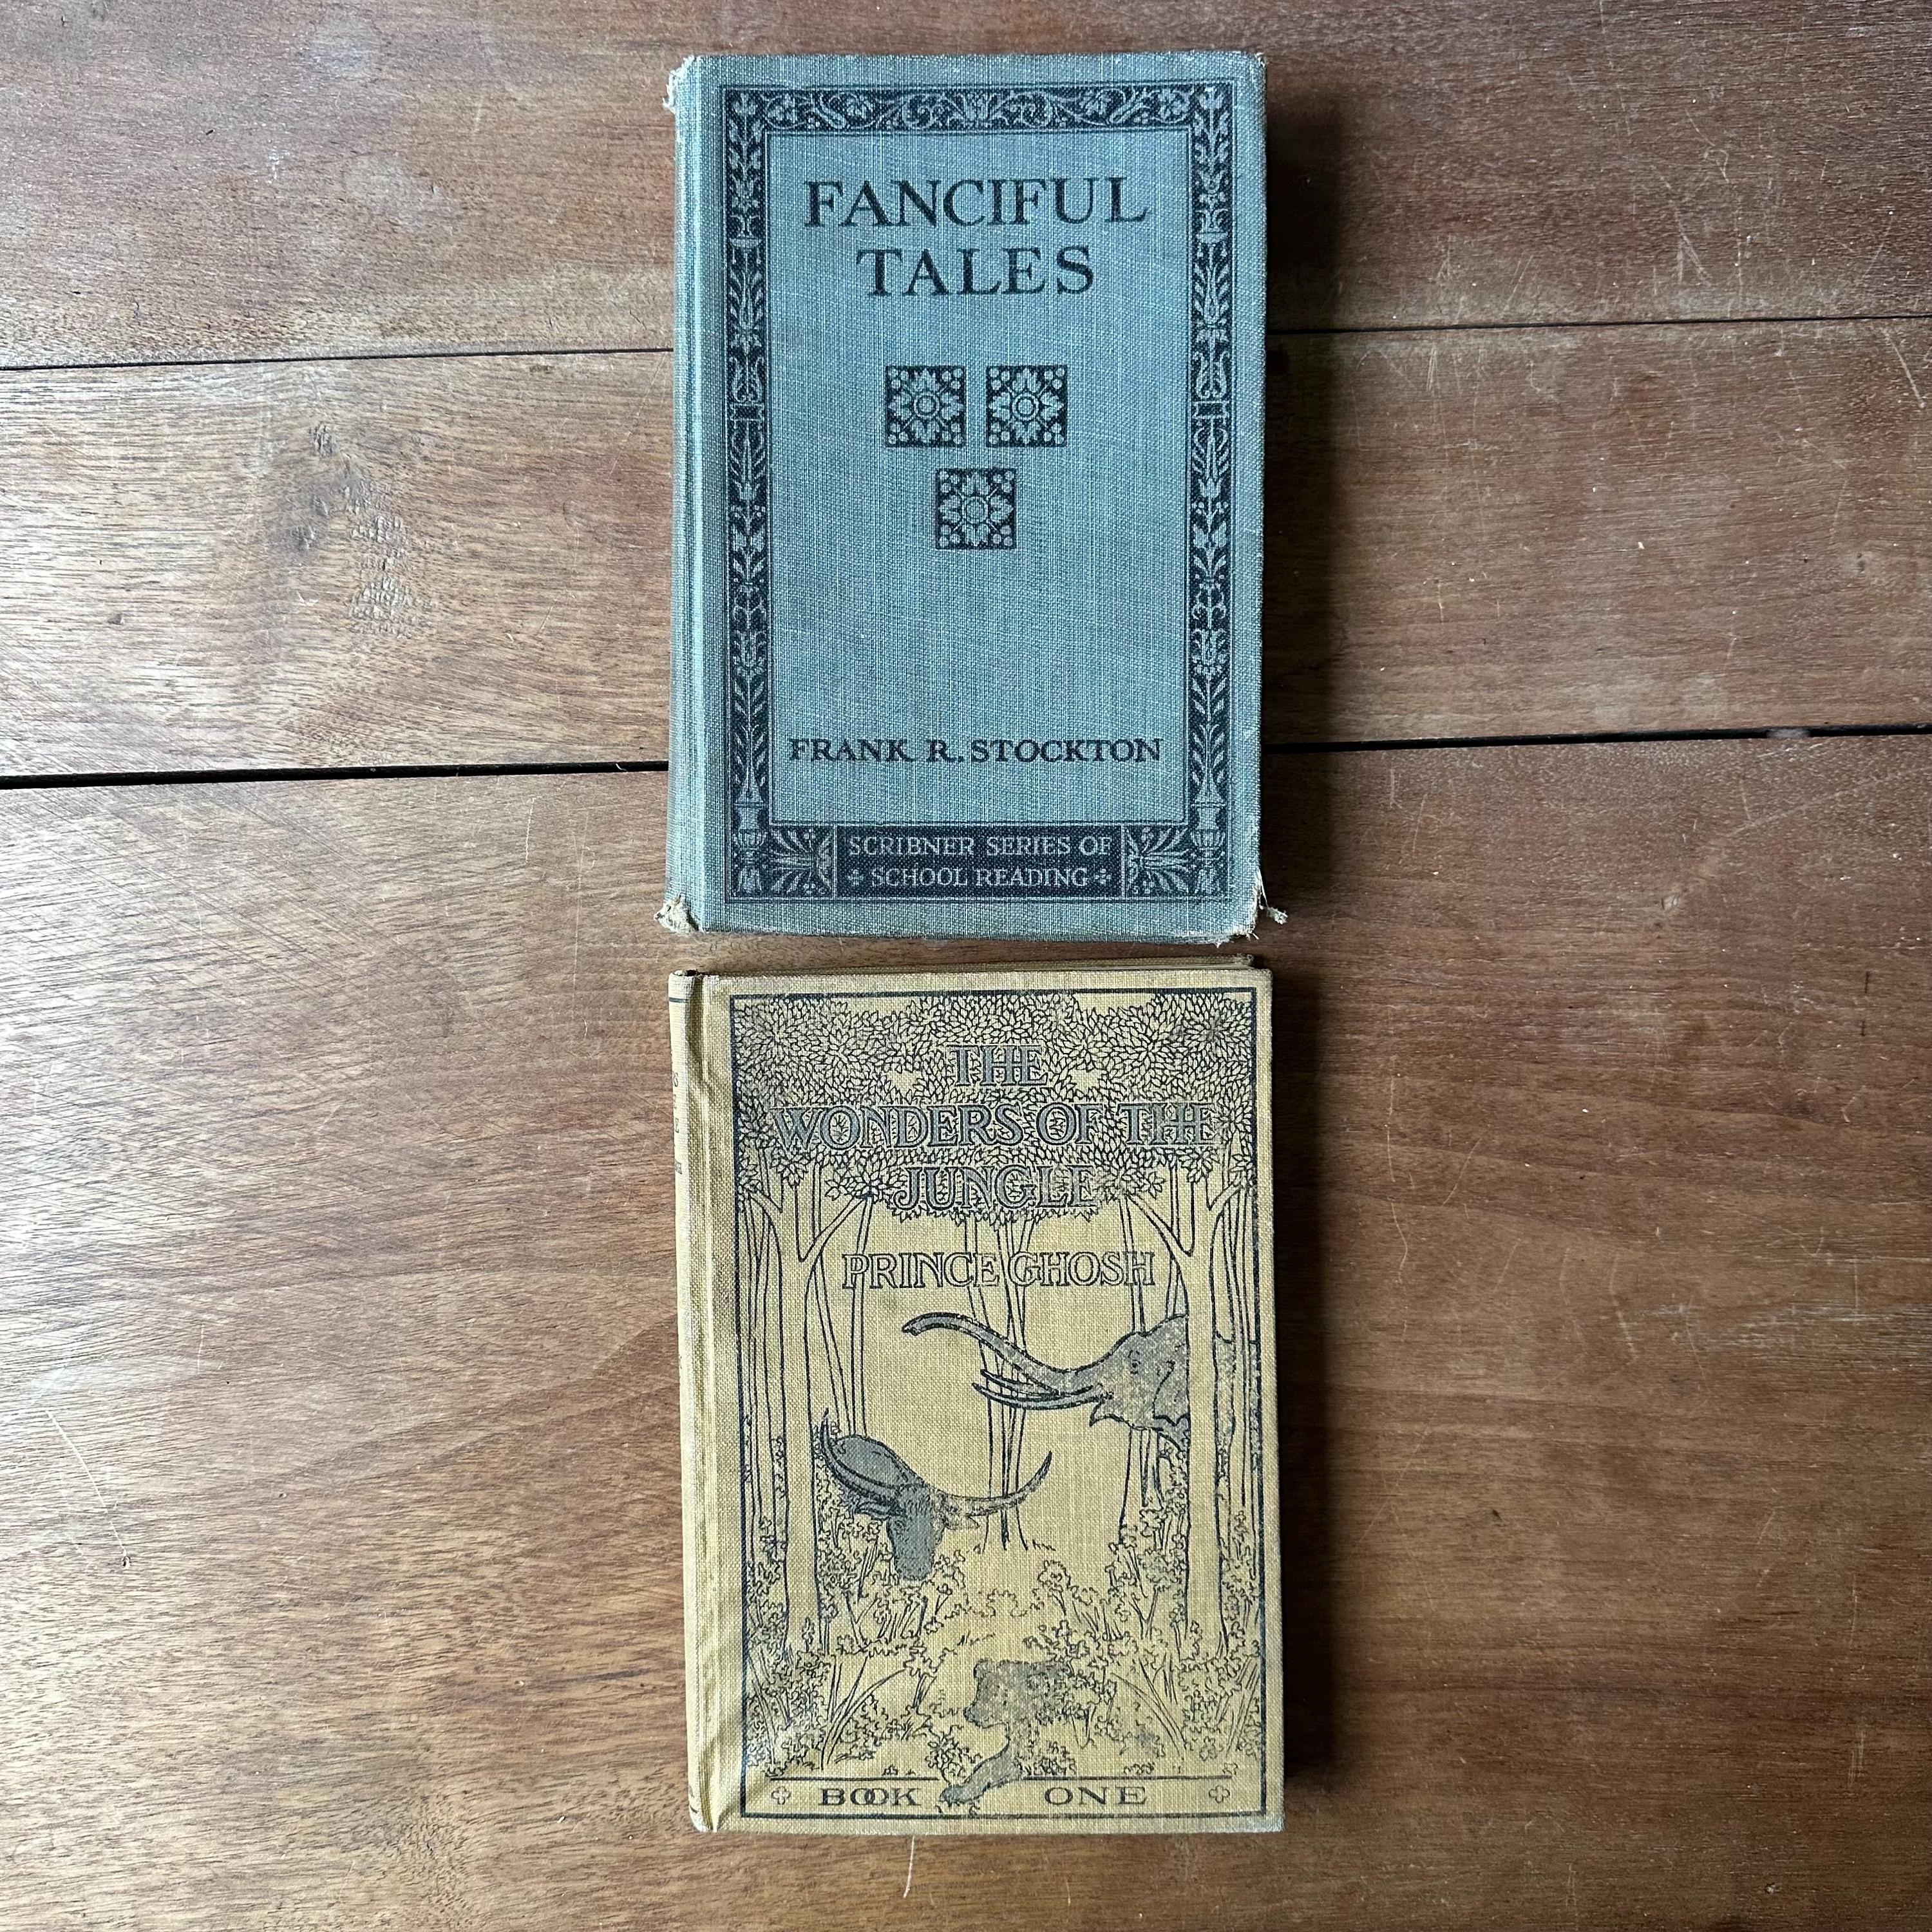 FANCIFUL
TALES
FRANK R. STOCKTON
SCRIBNER SERIES OF
SCHOOL READING
THE
WONDERS OF THE
JUNGLE
PRINCE GHOSH
BOOK ONE